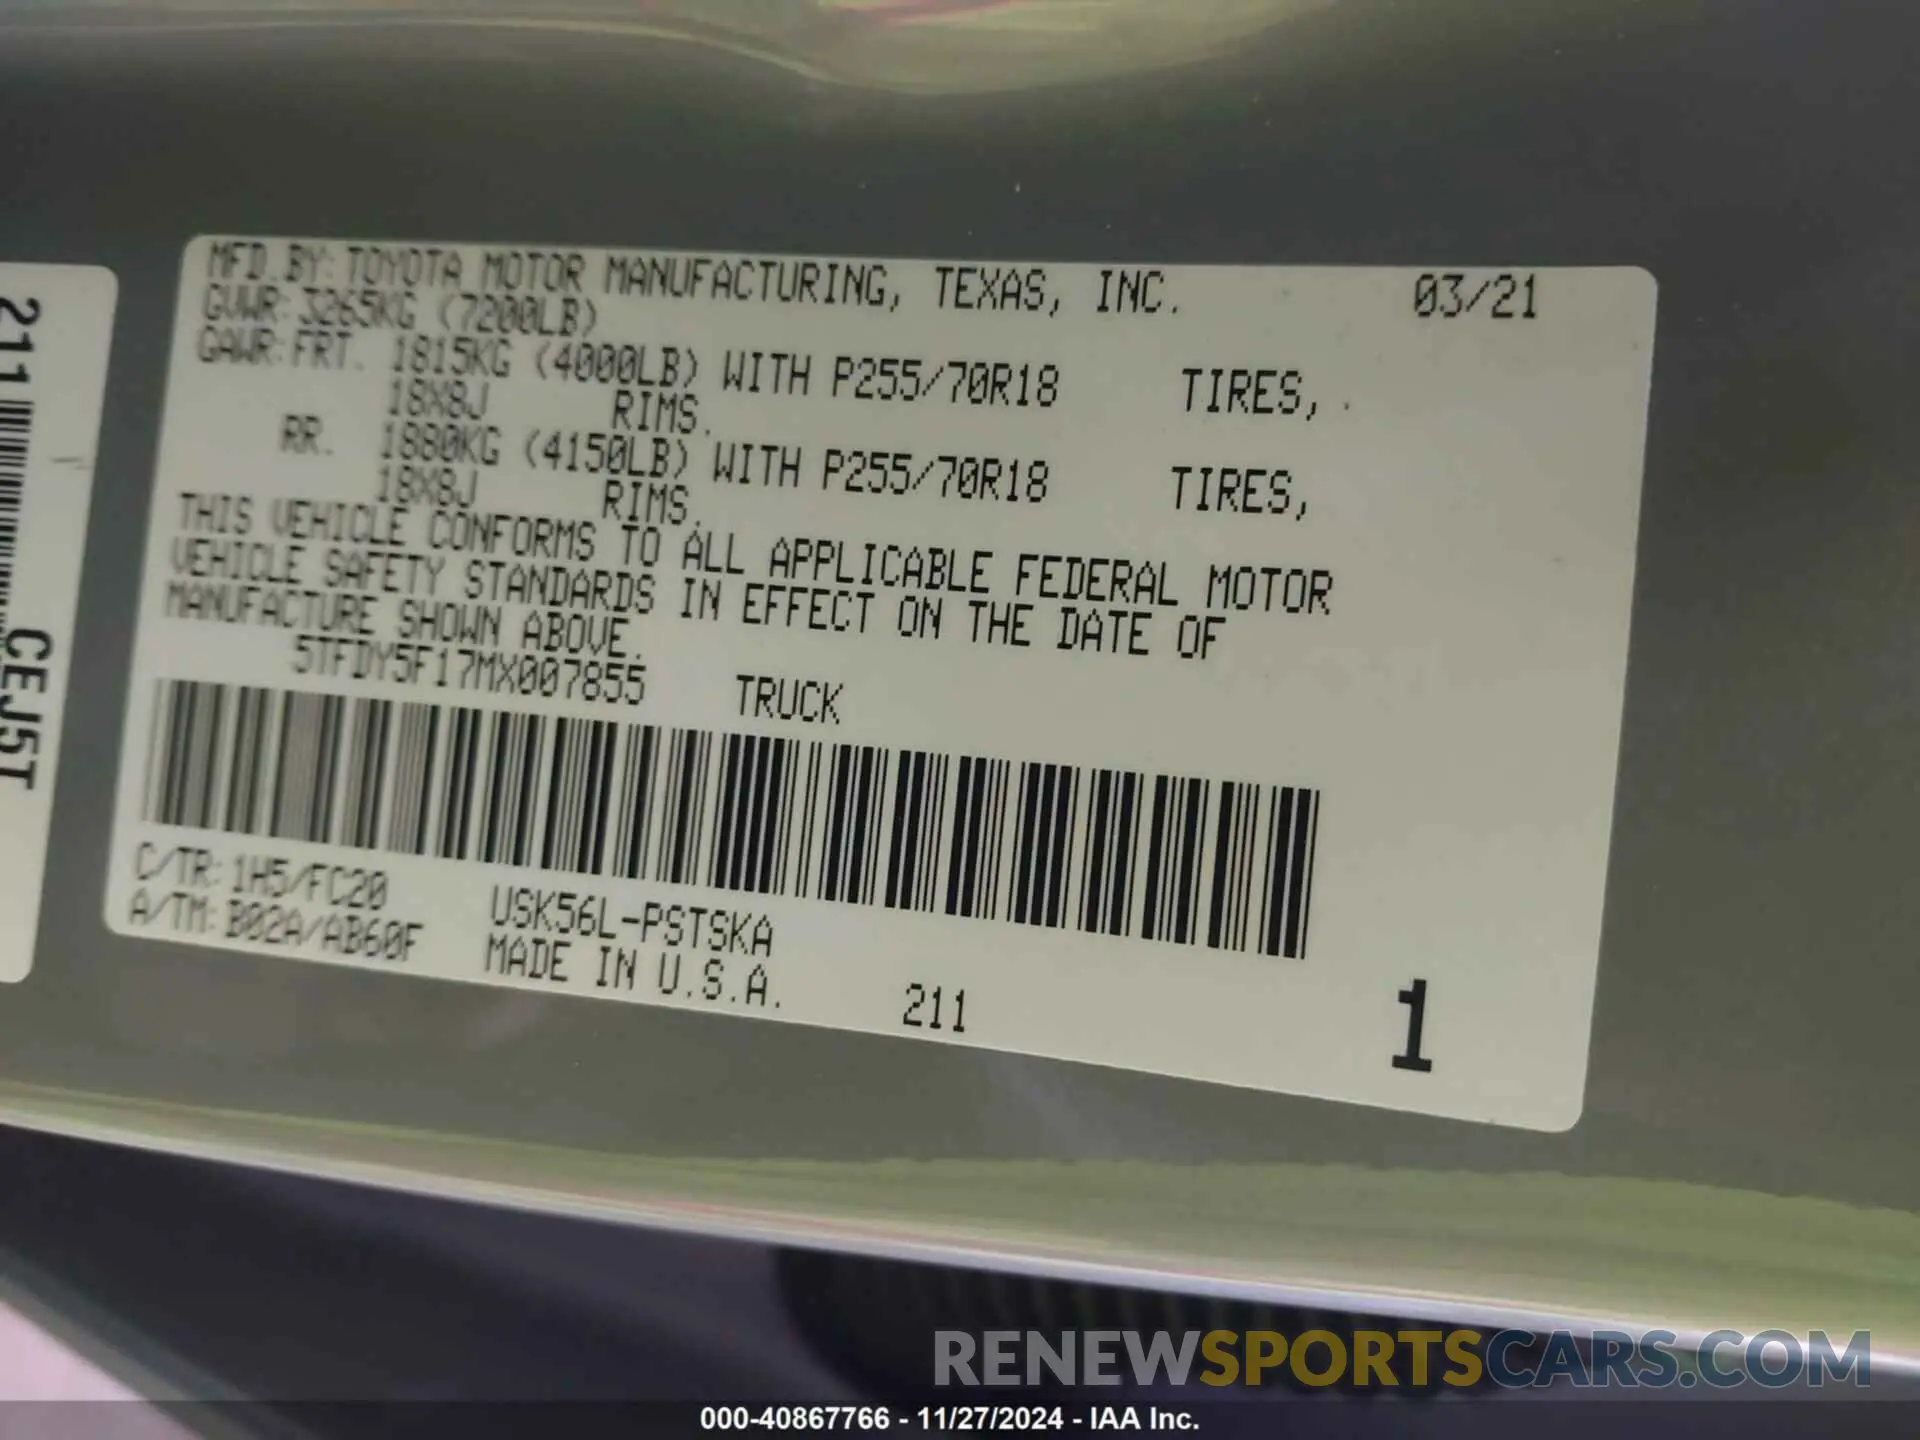 MFD. BY: TOYOTA MOTOR MANUFACTURING, TEXAS, INC. 03/21
GVWR: 3265KG (7200LB)
GAWR: FRT. 1815KG (4000LB) WITH P255/70R18 TIRES,
18X8J RIMS.
RR. 1880KG (4150LB) WITH P255/70R18 TIRES,
18X8J RIMS.
THIS VEHICLE CONFORMS TO ALL APPLICABLE FEDERAL MOTOR
VEHICLE SAFETY STANDARDS IN EFFECT ON THE DATE OF
MANUFACTURE SHOWN ABOVE.
5TFDY5F17MX007855 TRUCK
C/TR: 1H5/FC20 USK56L-PSTSKA
A/TM: B02A/AB60F MADE IN U.S.A. 211 1
211
CEJ5T
RENEWSPORTSCARS.COM
000-40867766 - 11/27/2024 - IAA Inc.